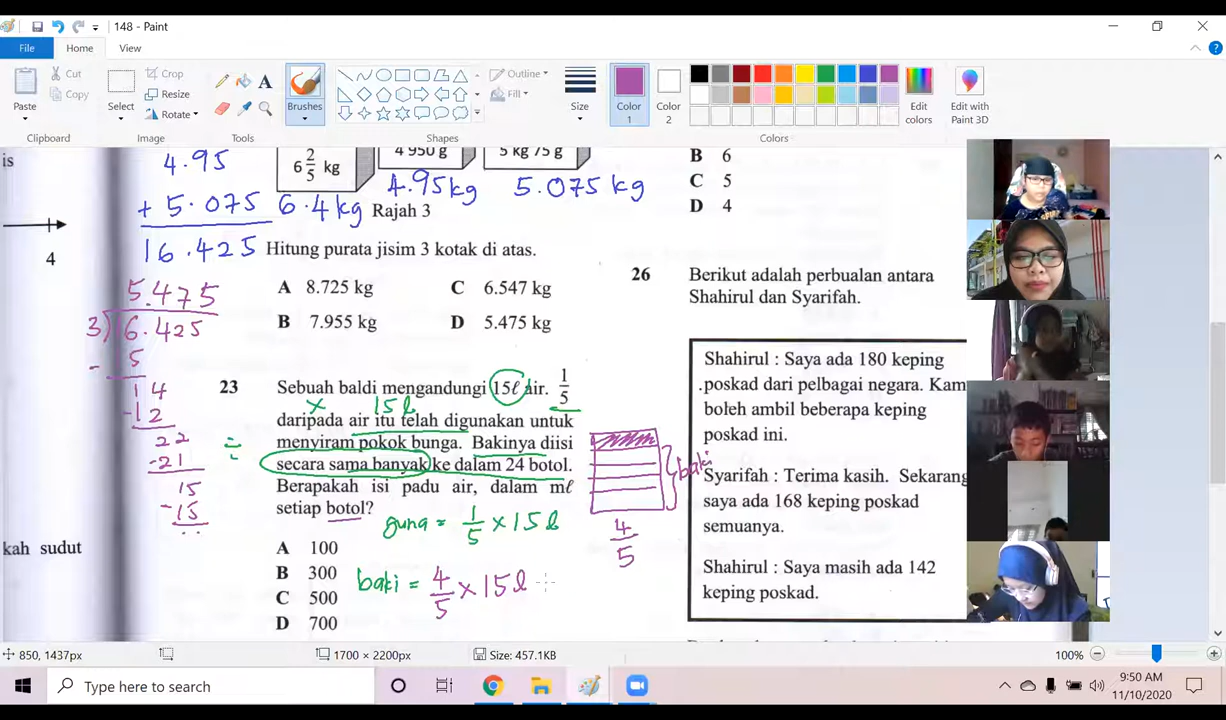 148 - Paint
File
Home
View
Paste
Cut
Copy
Select
Crop
Resize
Rotate
Brushes
Outline
Fill
Size
Color
1
Color
2
Edit
colors
Edit with
Paint 3D
Clipboard
Image
Tools
Shapes
Colors
is
4
kah sudut
4.95
+ 5.075
16.425
6 2/5 kg
4 950 g
5 kg 75 g
6.4 kg
4.95 kg
5.075 kg
Rajah 3
Hitung purata jisim 3 kotak di atas.
A 8.725 kg
C 6.547 kg
B 7.955 kg
D 5.475 kg
5.475
3) 6.425
- 5
14
-12
22
-21
15
-15
23
Sebuah baldi mengandungi 15ℓ air. 1/5
× 15ℓ
daripada air itu telah digunakan untuk
menyiram pokok bunga. Bakinya diisi
÷
secara sama banyak ke dalam 24 botol.
Berapakah isi padu air, dalam mℓ
setiap botol?
baki
4/5
guna = 1/5 × 15ℓ
A 100
B 300
C 500
D 700
baki = 4/5 × 15ℓ
B 6
C 5
D 4
26
Berikut adalah perbualan antara
Shahirul dan Syarifah.
Shahirul : Saya ada 180 keping
poskad dari pelbagai negara. Kam
boleh ambil beberapa keping
poskad ini.
Syarifah : Terima kasih. Sekarang
saya ada 168 keping poskad
semuanya.
Shahirul : Saya masih ada 142
keping poskad.
850, 1437px
1700 × 2200px
Size: 457.1KB
100%
Type here to search
9:50 AM
11/10/2020